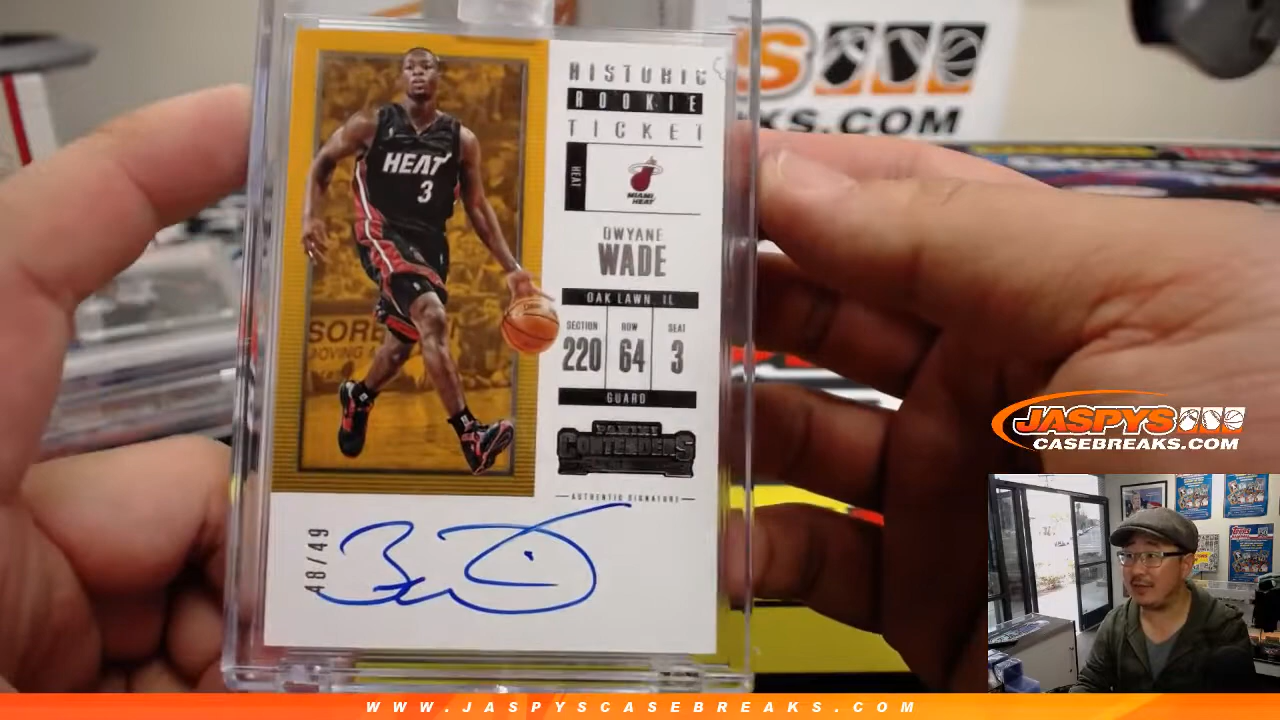 KS.COM
HISTORIC
ROOKIE
TICKET
HEAT
MIAMI
HEAT
DWYANE
WADE
OAK LAWN, IL
SECTION ROW SEAT
220 64 3
GUARD
PANINI
CONTENDERS
AUTHENTIC SIGNATURE
48/49
HEAT
3
JASPYS
CASEBREAKS.COM
WWW.JASPYSCASEBREAKS.COM